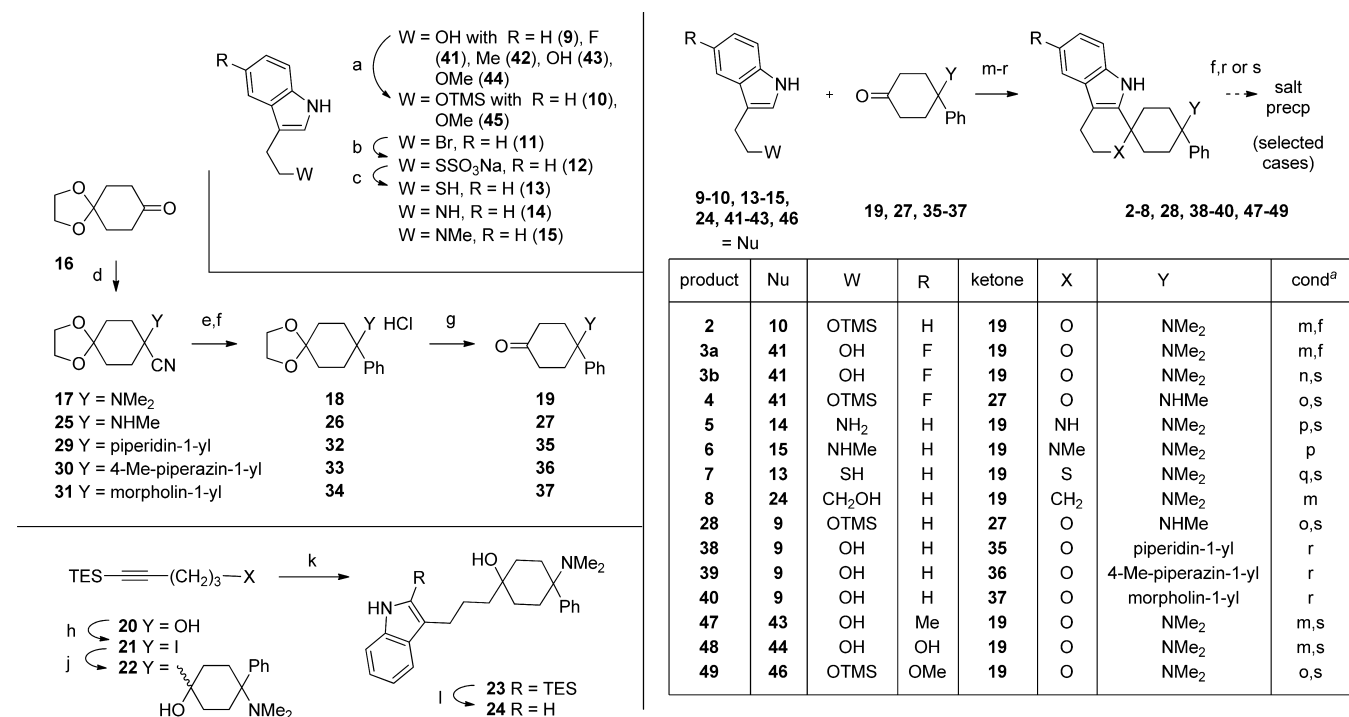 R
NH
W
a
b
c
W = OH with R = H (9), F
(41), Me (42), OH (43),
OMe (44)
W = OTMS with R = H (10),
OMe (45)
W = Br, R = H (11)
W = SSO3Na, R = H (12)
W = SH, R = H (13)
W = NH, R = H (14)
W = NMe, R = H (15)
O
O
O
16
d
O
O
Y
CN
e,f
O
O
Y HCl
Ph
g
O
Y
Ph
17 Y = NMe2 18 19
25 Y = NHMe 26 27
29 Y = piperidin-1-yl 32 35
30 Y = 4-Me-piperazin-1-yl 33 36
31 Y = morpholin-1-yl 34 37
TES (CH2)3 X
k
h
20 Y = OH
21 Y = I
j
22 Y =
Ph
HO
NMe2
HO
NMe2
R
HN
Ph
l
23 R = TES
24 R = H
R
NH
W
+
O
Y
Ph
m-r
R
NH
Y
X
Ph
f,r or s
salt
precp
(selected
cases)
9-10, 13-15,
24, 41-43, 46
= Nu
19, 27, 35-37
2-8, 28, 38-40, 47-49
product Nu W R ketone X Y cond^a
2 10 OTMS H 19 O NMe2 m,f
3a 41 OH F 19 O NMe2 m,f
3b 41 OH F 19 O NMe2 n,s
4 41 OTMS F 27 O NHMe o,s
5 14 NH2 H 19 NH NMe2 p,s
6 15 NHMe H 19 NMe NMe2 p
7 13 SH H 19 S NMe2 q,s
8 24 CH2OH H 19 CH2 NMe2 m
28 9 OTMS H 27 O NHMe o,s
38 9 OH H 35 O piperidin-1-yl r
39 9 OH H 36 O 4-Me-piperazin-1-yl r
40 9 OH H 37 O morpholin-1-yl r
47 43 OH Me 19 O NMe2 m,s
48 44 OH OH 19 O NMe2 m,s
49 46 OTMS OMe 19 O NMe2 o,s